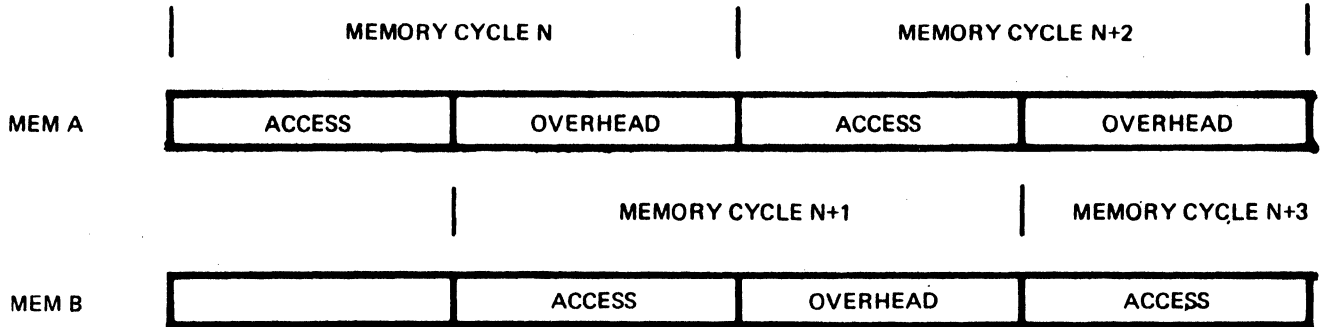 MEMORY CYCLE N MEMORY CYCLE N+2
MEM A ACCESS OVERHEAD ACCESS OVERHEAD
MEMORY CYCLE N+1 MEMORY CYCLE N+3
MEM B ACCESS OVERHEAD ACCESS